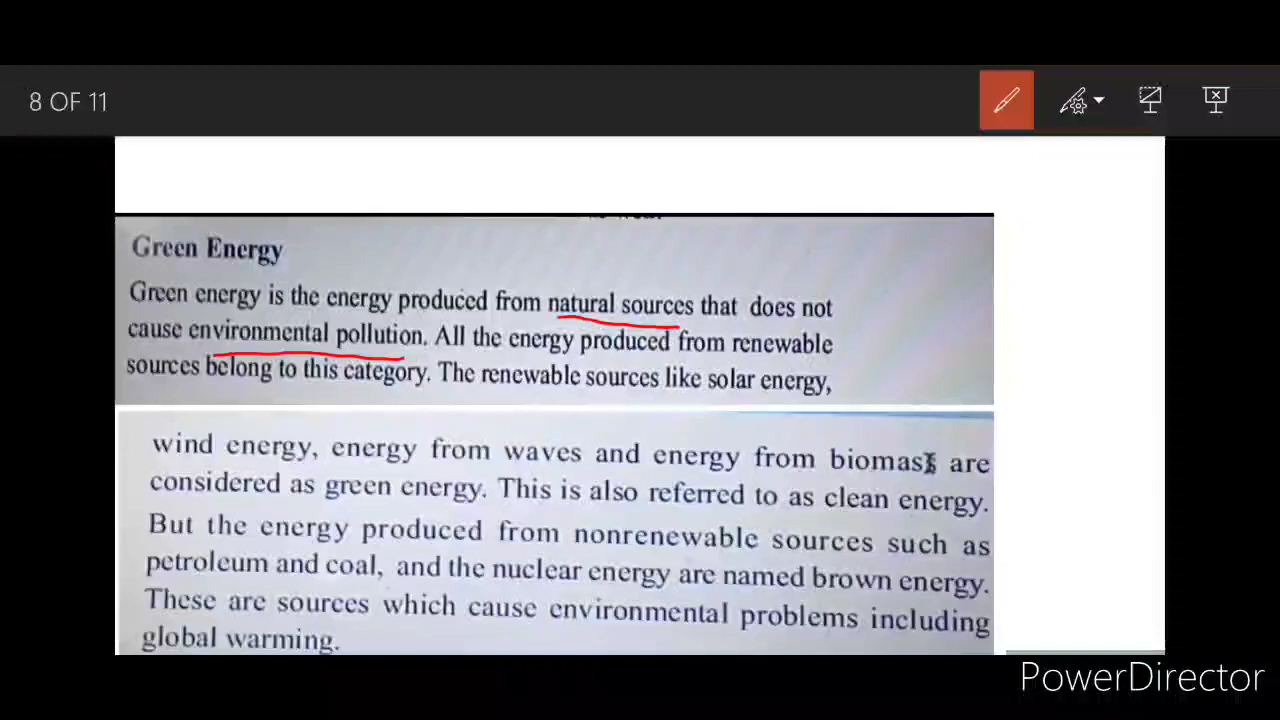 8 OF 11
Green Energy
Green energy is the energy produced from natural sources that does not
cause environmental pollution. All the energy produced from renewable
sources belong to this category. The renewable sources like solar energy,
wind energy, energy from waves and energy from biomass are
considered as green energy. This is also referred to as clean energy.
But the energy produced from nonrenewable sources such as
petroleum and coal, and the nuclear energy are named brown energy.
These are sources which cause environmental problems including
global warming.
PowerDirector